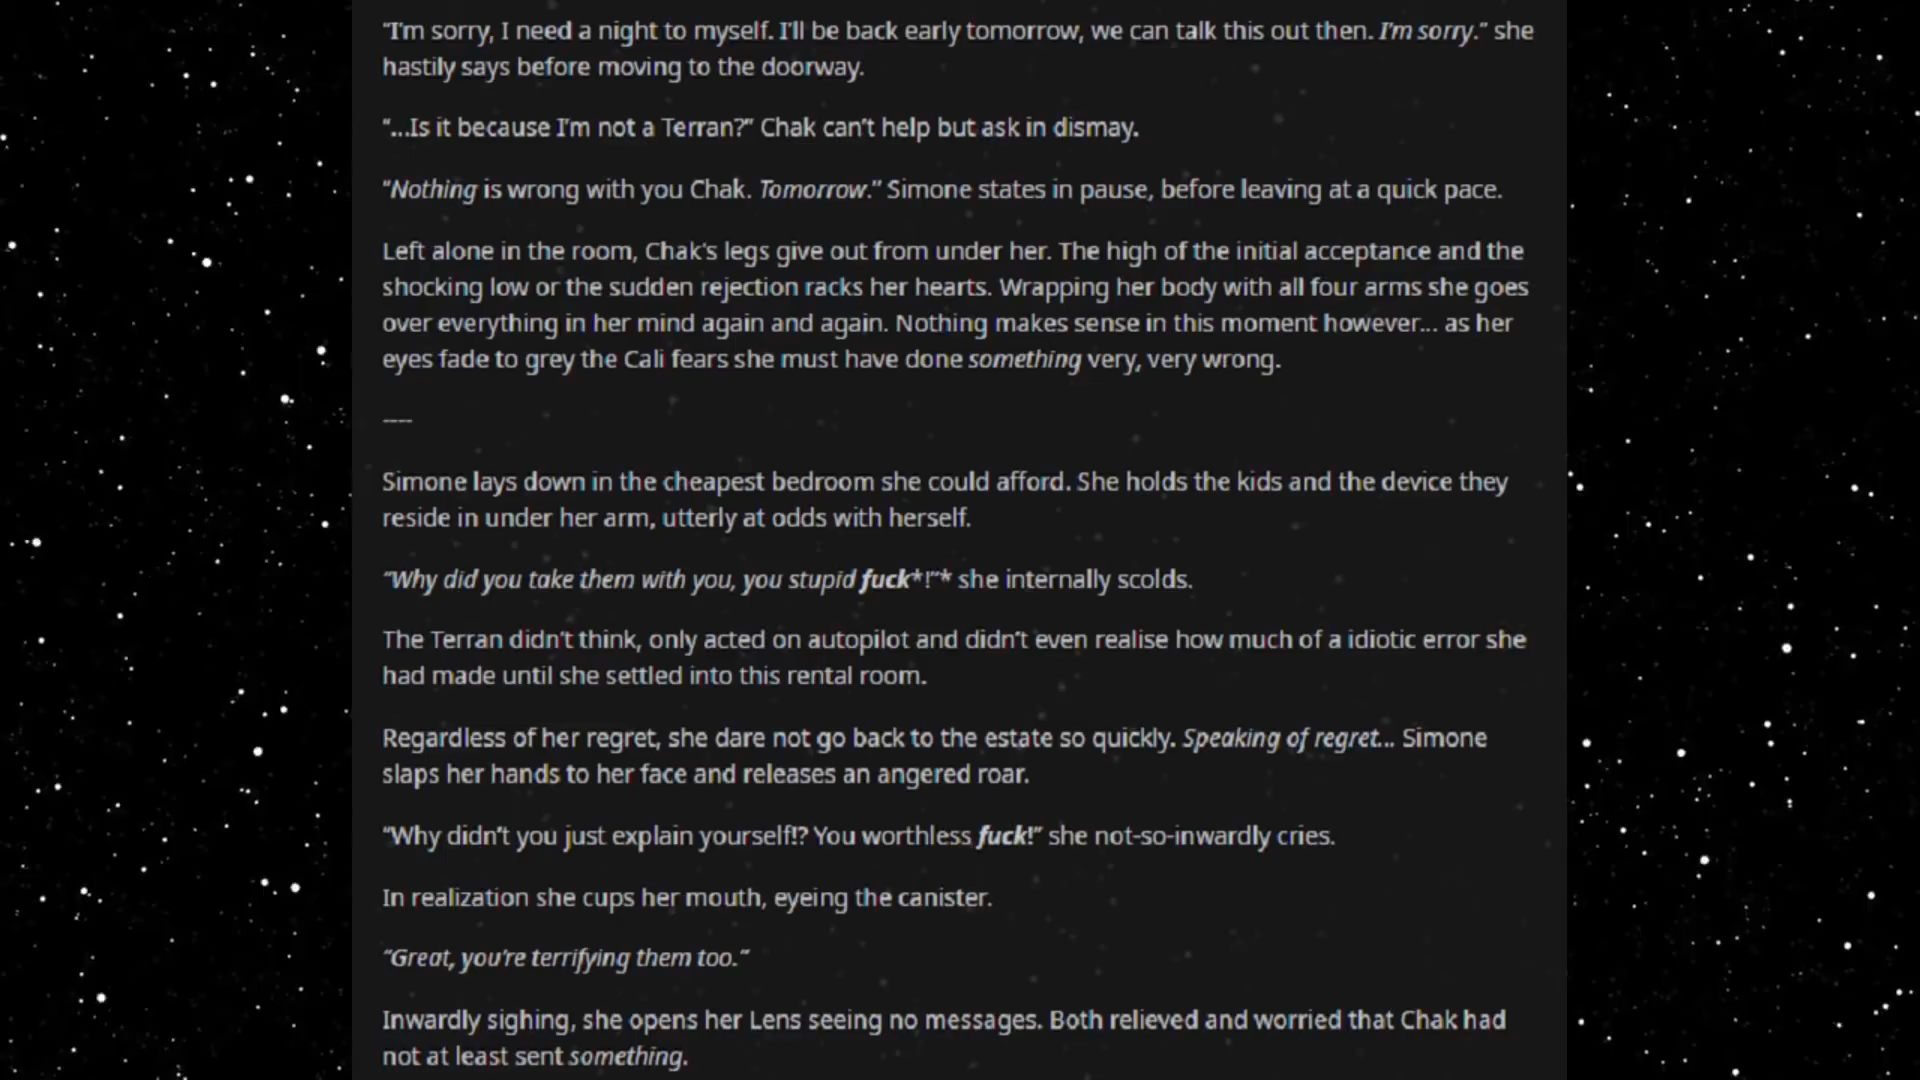 “I'm sorry, I need a night to myself. I'll be back early tomorrow, we can talk this out then. I'm sorry.” she
hastily says before moving to the doorway.
“...Is it because I'm not a Terran?” Chak can't help but ask in dismay.
“Nothing is wrong with you Chak. Tomorrow.” Simone states in pause, before leaving at a quick pace.
Left alone in the room, Chak's legs give out from under her. The high of the initial acceptance and the
shocking low or the sudden rejection racks her hearts. Wrapping her body with all four arms she goes
over everything in her mind again and again. Nothing makes sense in this moment however... as her
eyes fade to grey the Cali fears she must have done something very, very wrong.
----
Simone lays down in the cheapest bedroom she could afford. She holds the kids and the device they
reside in under her arm, utterly at odds with herself.
“Why did you take them with you, you stupid fuck*!”* she internally scolds.
The Terran didn't think, only acted on autopilot and didn't even realise how much of a idiotic error she
had made until she settled into this rental room.
Regardless of her regret, she dare not go back to the estate so quickly. Speaking of regret... Simone
slaps her hands to her face and releases an angered roar.
“Why didn't you just explain yourself!? You worthless fuck!” she not-so-inwardly cries.
In realization she cups her mouth, eyeing the canister.
“Great, you're terrifying them too.”
Inwardly sighing, she opens her Lens seeing no messages. Both relieved and worried that Chak had
not at least sent something.